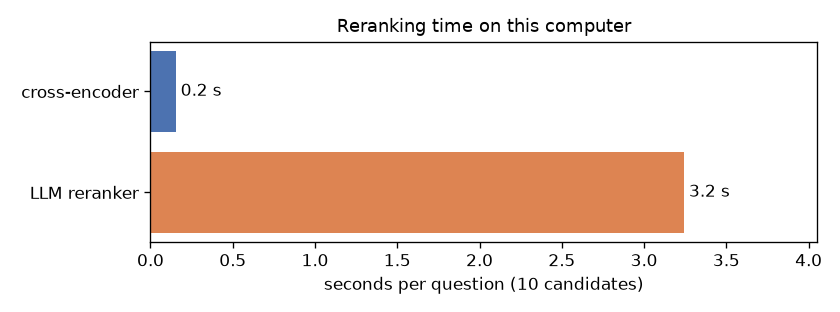 Reranking time on this computer
cross-encoder
0.2 s
LLM reranker
3.2 s
0.0 0.5 1.0 1.5 2.0 2.5 3.0 3.5 4.0
seconds per question (10 candidates)